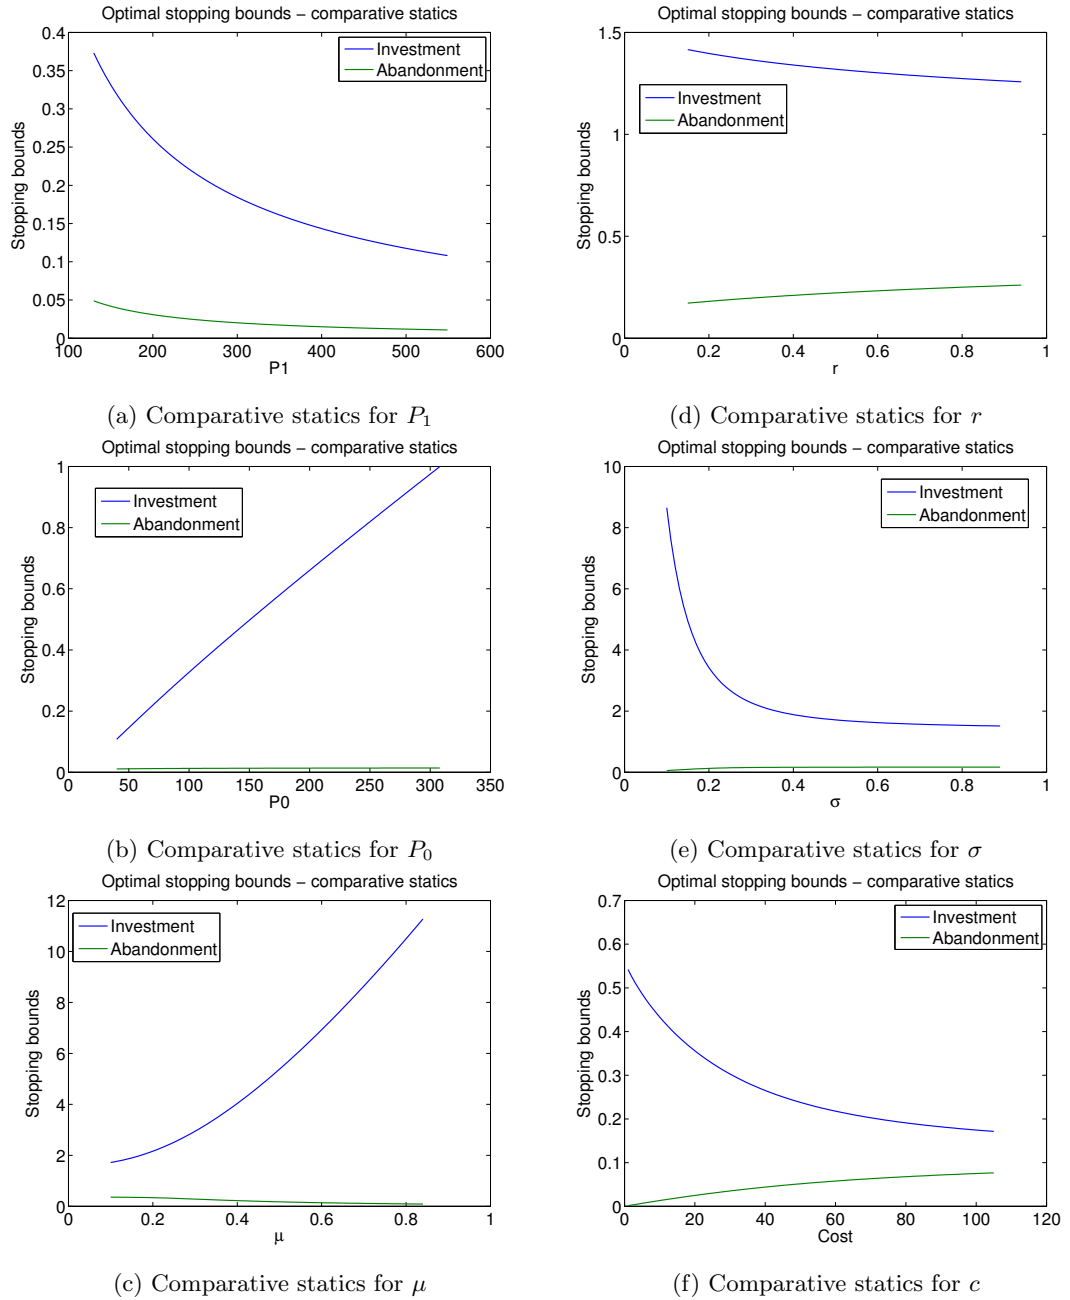 Optimal stopping bounds − comparative statics
0.4
0.35
0.3
0.25
0.2
0.15
0.1
0.05
0
Stopping bounds
Investment
Abandonment
100 200 300 400 500 600
P1
(a) Comparative statics for P1
Optimal stopping bounds − comparative statics
1.5
1
0.5
0
Stopping bounds
Investment
Abandonment
0 0.2 0.4 0.6 0.8 1
r
(d) Comparative statics for r
Optimal stopping bounds − comparative statics
1
0.8
0.6
0.4
0.2
0
Stopping bounds
Investment
Abandonment
0 50 100 150 200 250 300 350
P0
(b) Comparative statics for P0
Optimal stopping bounds − comparative statics
10
8
6
4
2
0
Stopping bounds
Investment
Abandonment
0 0.2 0.4 0.6 0.8 1
σ
(e) Comparative statics for σ
Optimal stopping bounds − comparative statics
12
10
8
6
4
2
0
Stopping bounds
Investment
Abandonment
0 0.2 0.4 0.6 0.8 1
μ
(c) Comparative statics for μ
Optimal stopping bounds − comparative statics
0.7
0.6
0.5
0.4
0.3
0.2
0.1
0
Stopping bounds
Investment
Abandonment
0 20 40 60 80 100 120
Cost
(f) Comparative statics for c